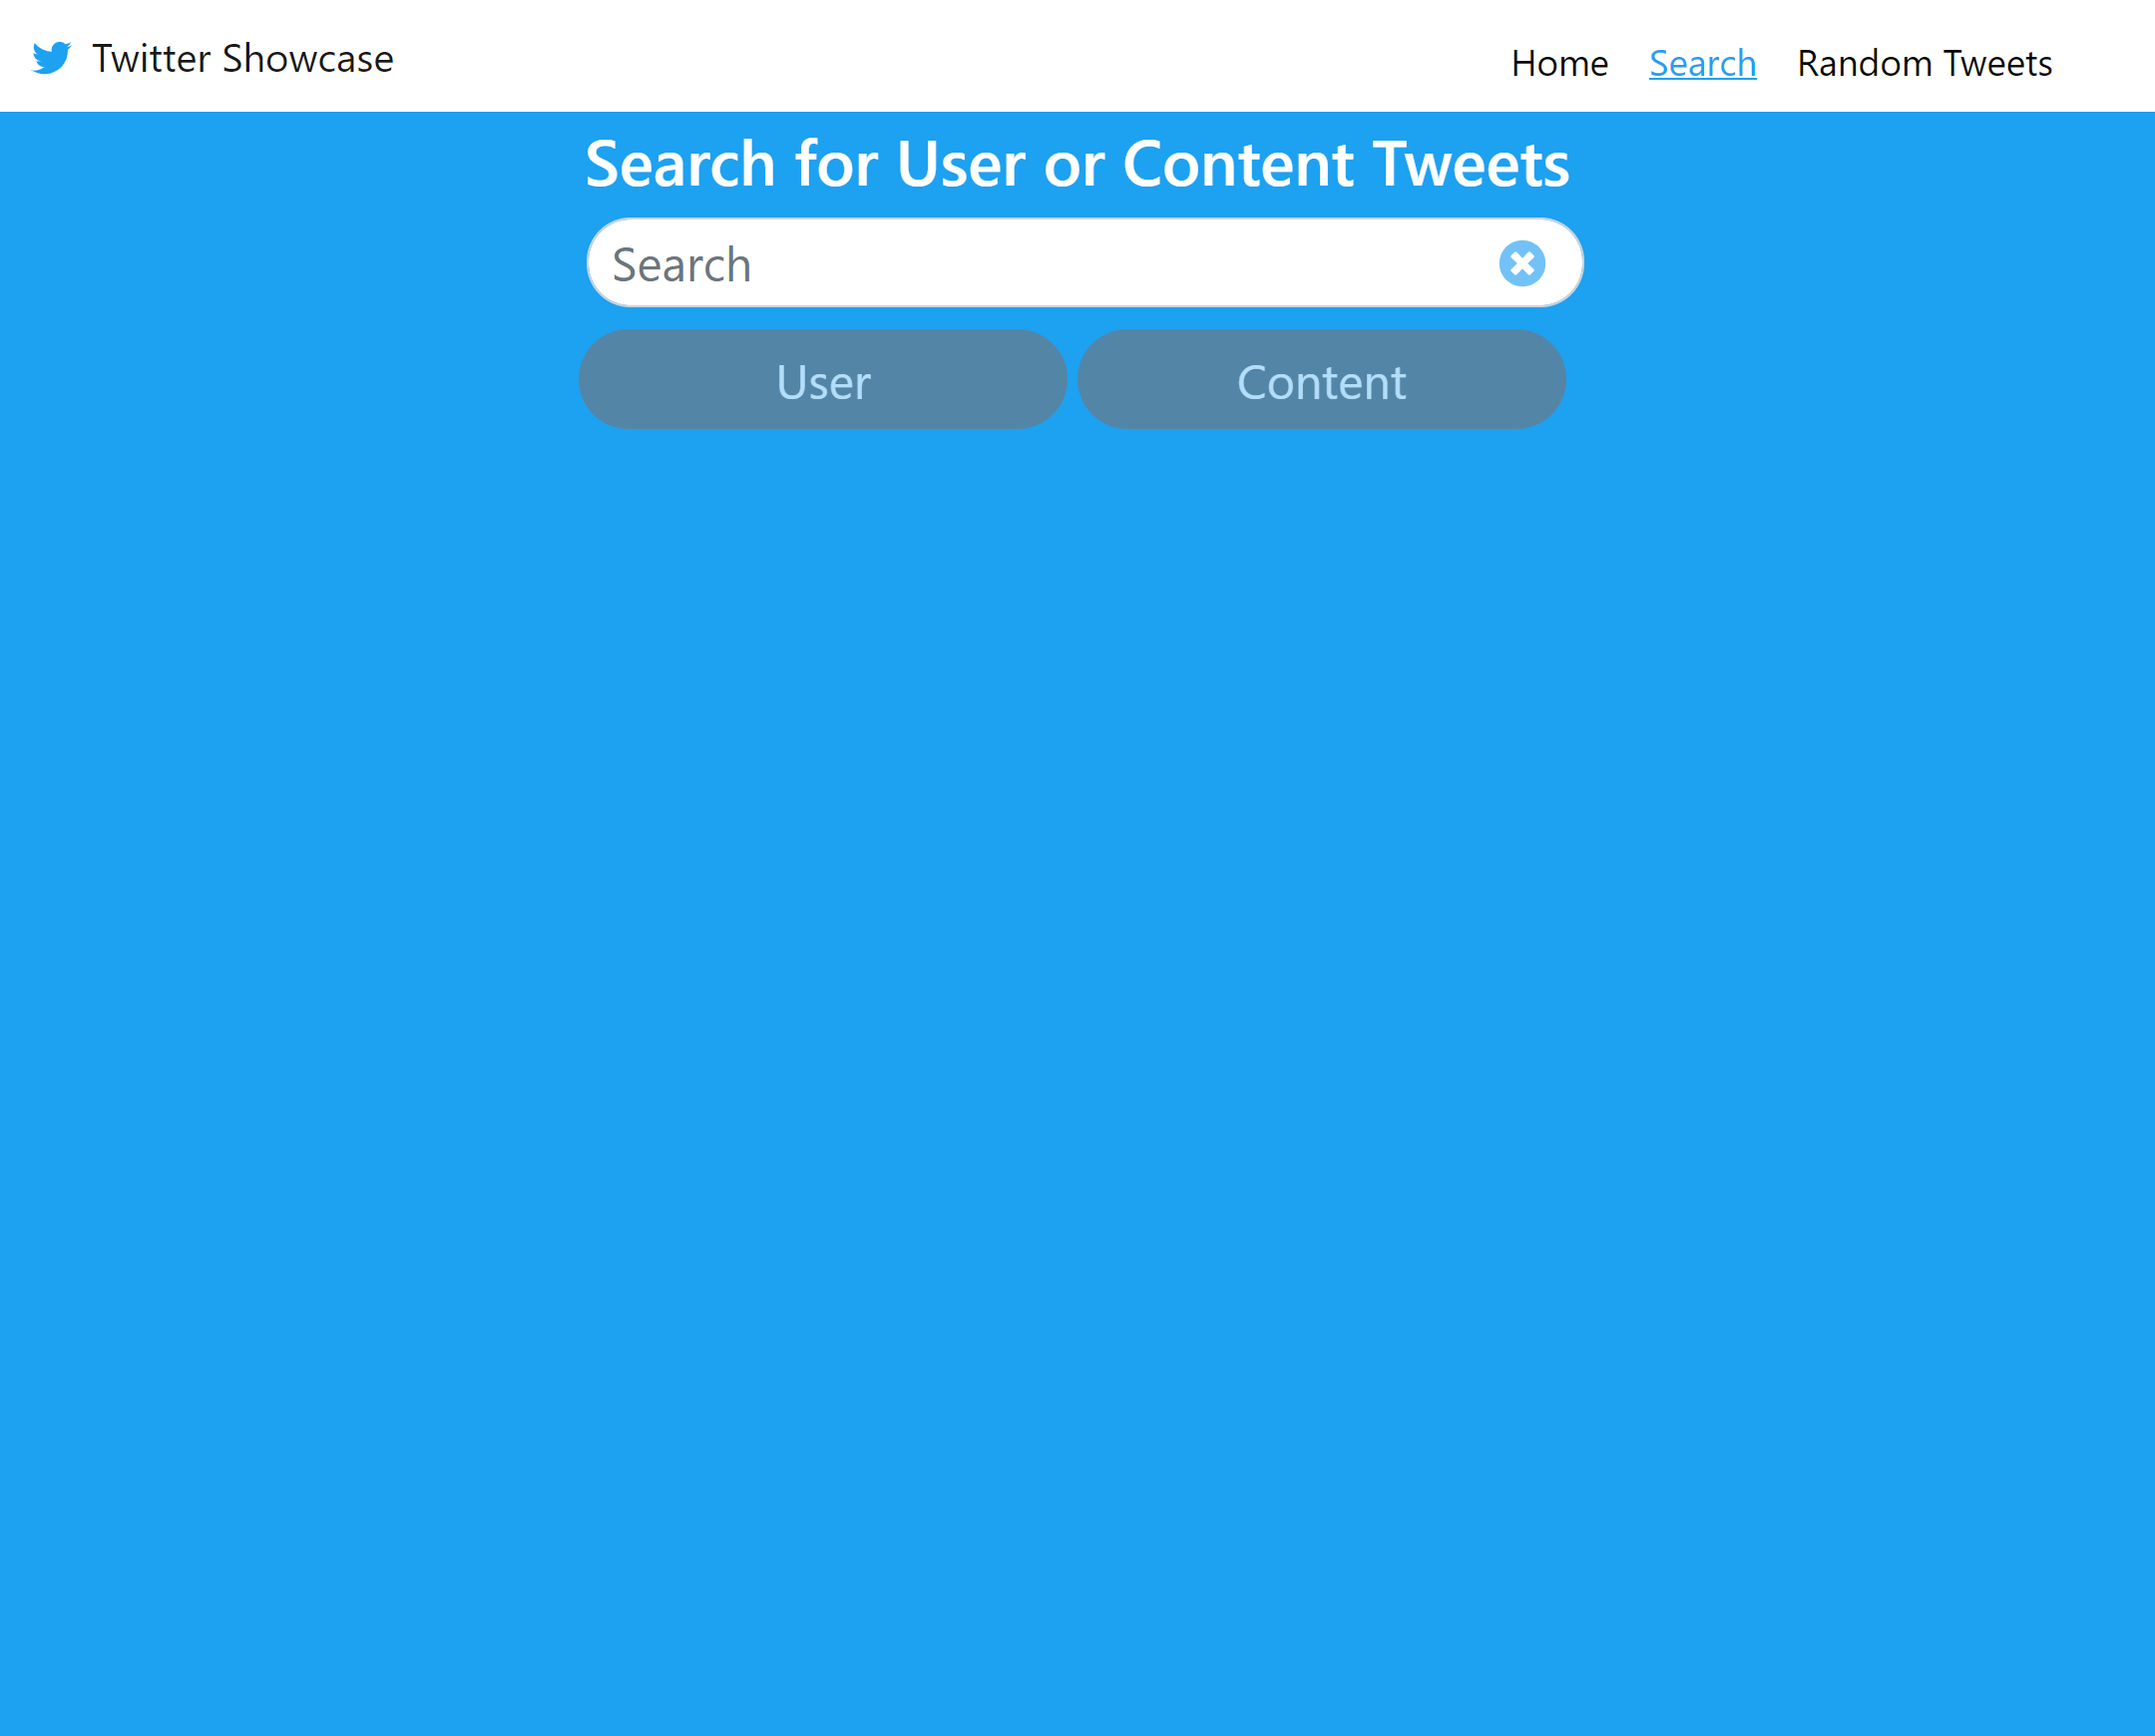 Twitter Showcase
Home Search Random Tweets
Search for User or Content Tweets
Search
User Content